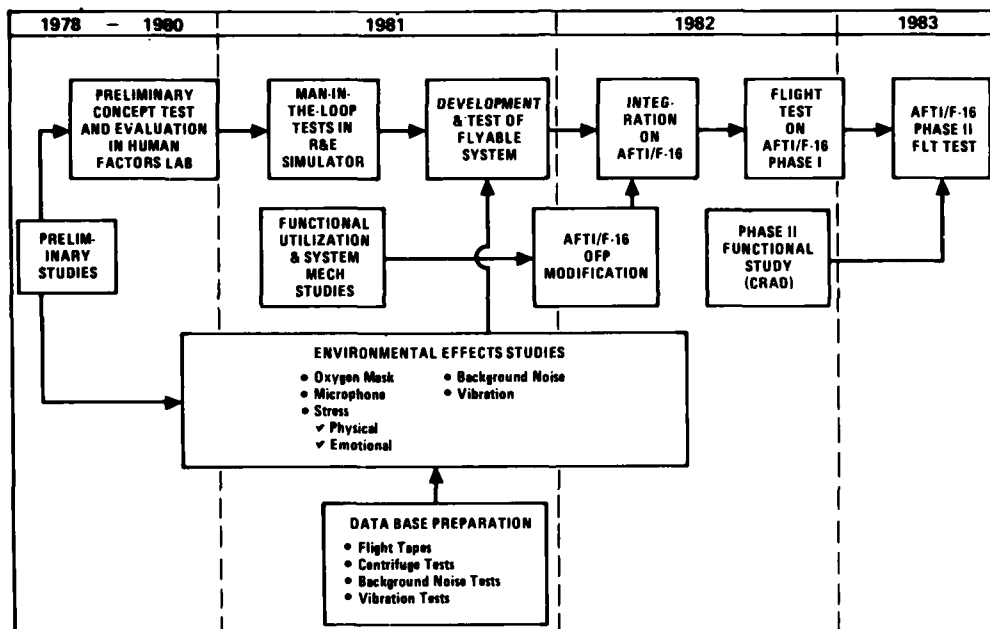 1978 – 1980
1981
1982
1983
PRELIMINARY
CONCEPT TEST
AND EVALUATION
IN HUMAN
FACTORS LAB
MAN-IN
THE-LOOP
TESTS IN
R&E
SIMULATOR
DEVELOPMENT
& TEST OF
FLYABLE
SYSTEM
INTEG-
RATION
ON
AFTI/F-16
FLIGHT
TEST
ON
AFTI/F-16
PHASE I
AFTI/F-16
PHASE II
FLT TEST
PRELIM-
INARY
STUDIES
FUNCTIONAL
UTILIZATION
& SYSTEM
MECH
STUDIES
AFTI/F-16
OFP
MODIFICATION
PHASE II
FUNCTIONAL
STUDY
(CRAD)
ENVIRONMENTAL EFFECTS STUDIES
• Oxygen Mask
• Microphone
• Stress
✓ Physical
✓ Emotional
• Background Noise
• Vibration
DATA BASE PREPARATION
• Flight Tapes
• Centrifuge Tests
• Background Noise Tests
• Vibration Tests